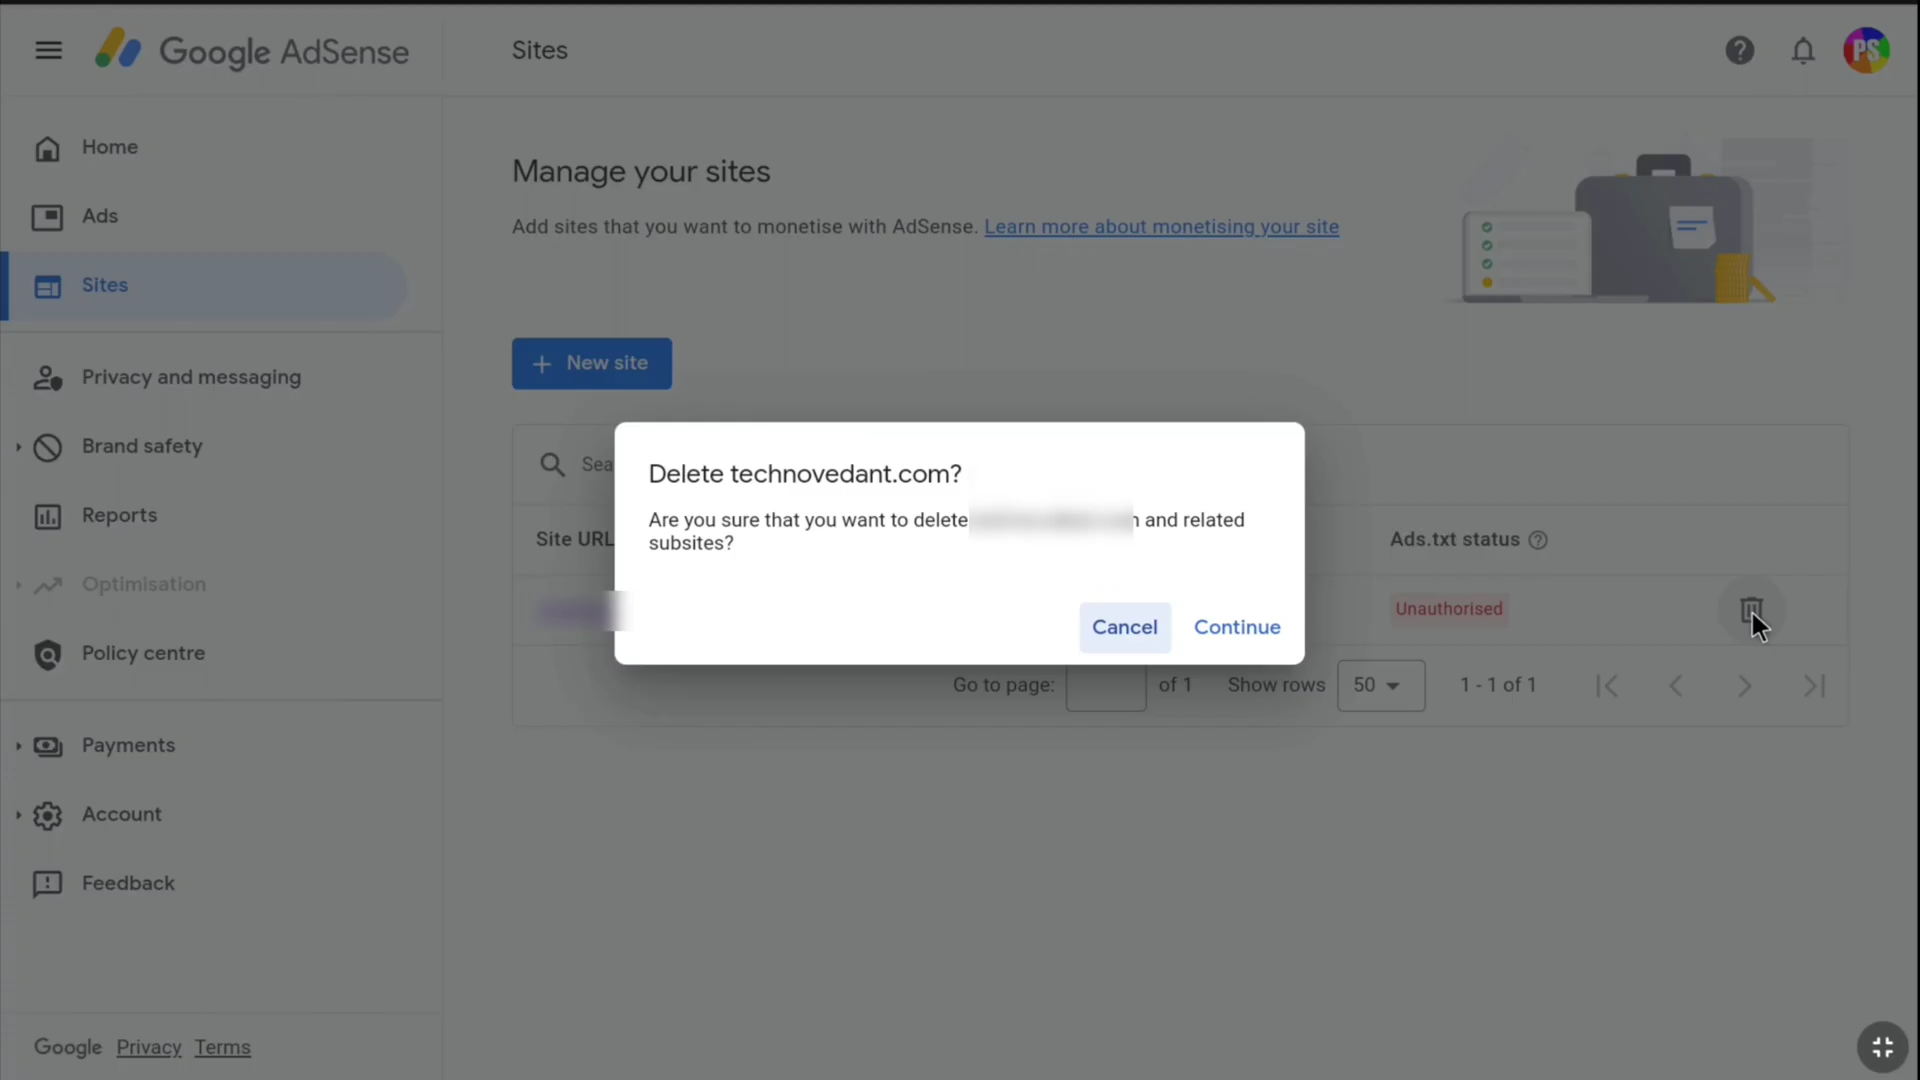 Google AdSense
Sites
PS
Home
Ads
Sites
Privacy and messaging
Brand safety
Reports
Optimisation
Policy centre
Payments
Account
Feedback
Google Privacy Terms
Manage your sites
Add sites that you want to monetise with AdSense. Learn more about monetising your site
+ New site
Sea
Site URL
Ads.txt status
Unauthorised
Delete technovedant.com?
Are you sure that you want to delete and related
subsites?
Cancel Continue
Go to page: of 1 Show rows 50 1 - 1 of 1